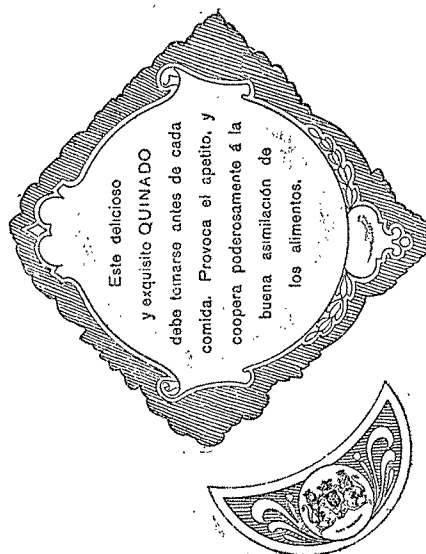 Este delicioso
y exquisito QUINADO
debe tomarse antes de cada
comida. Provoca el apetito, y
coopera poderosamente á la
buena asimilación de
los alimentos.